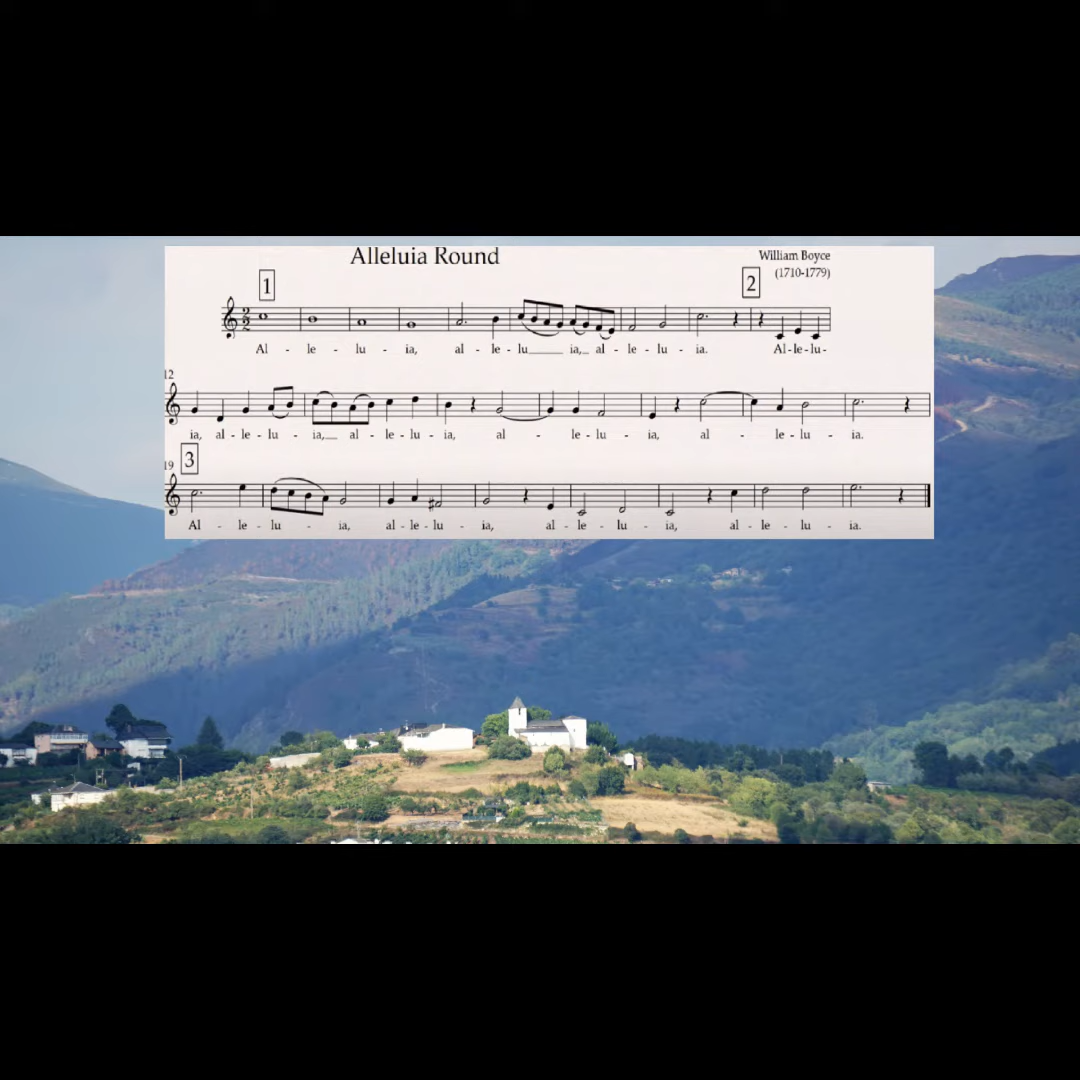 Alleluia Round
William Boyce
(1710-1779)
1
2
Al - le - lu - ia, al - le - lu____ ia,_ al - le - lu - ia. Al-le-lu-
12
ia, al-le-lu - ia,__ al-le-lu-ia, al - le-lu - ia, al - le-lu - ia.
19
3
Al - le-lu - ia, al-le-lu - ia, al-le - lu - ia, al-le - lu - ia.